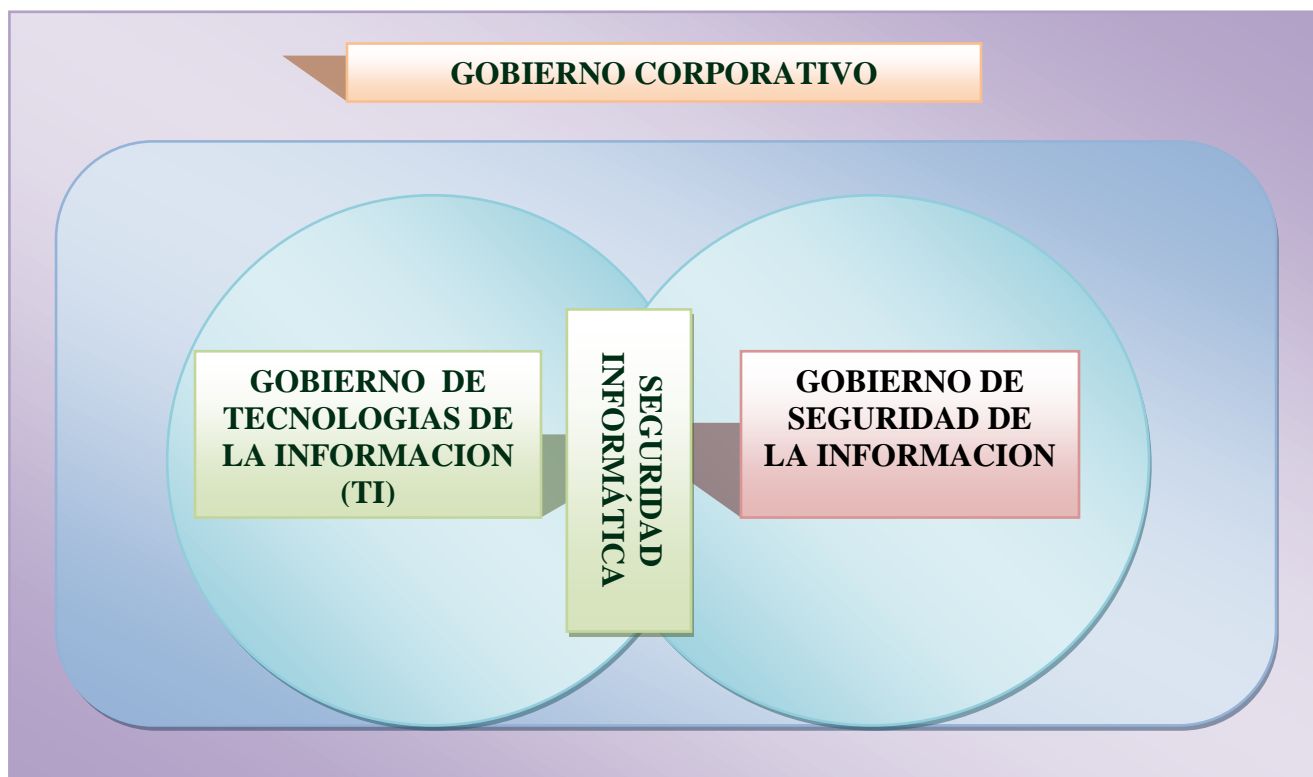 GOBIERNO CORPORATIVO
GOBIERNO DE
TECNOLOGIAS DE
LA INFORMACION
(TI)
SEGURIDAD
INFORMÁTICA
GOBIERNO DE
SEGURIDAD DE
LA INFORMACION